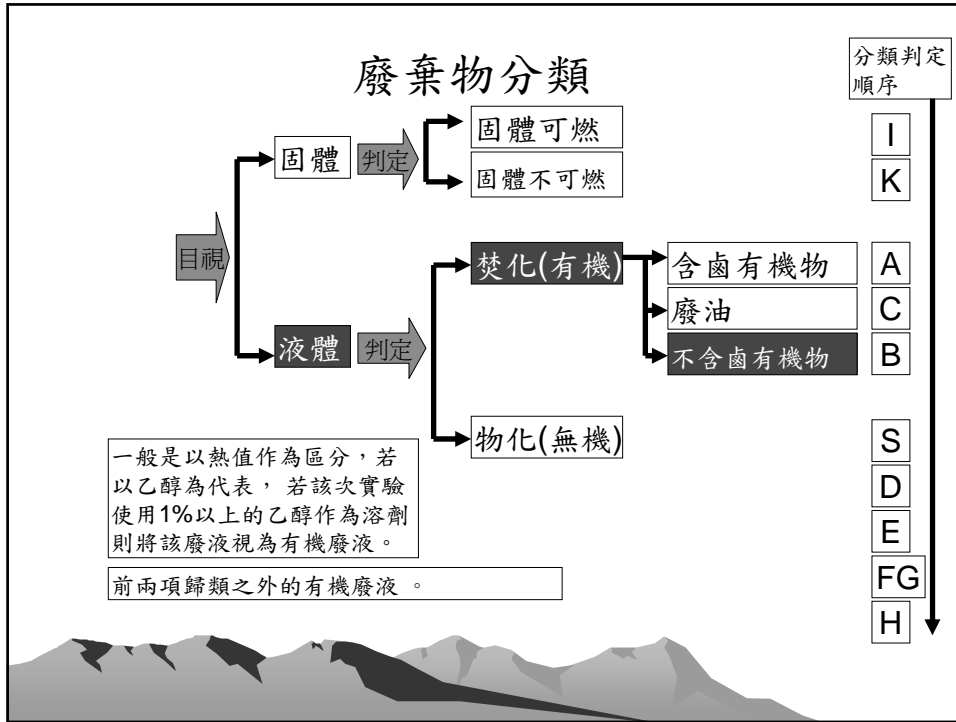 廢棄物分類
分類判定
順序
固體
判定
固體可燃
固體不可燃
I
K
目視
液體
判定
焚化(有機)
含鹵有機物
A
廢油
C
不含鹵有機物
B
物化(無機)
S
D
E
FG
H
一般是以熱值作為區分，若
以乙醇為代表， 若該次實驗
使用1%以上的乙醇作為溶劑
則將該廢液視為有機廢液。
前兩項歸類之外的有機廢液 。